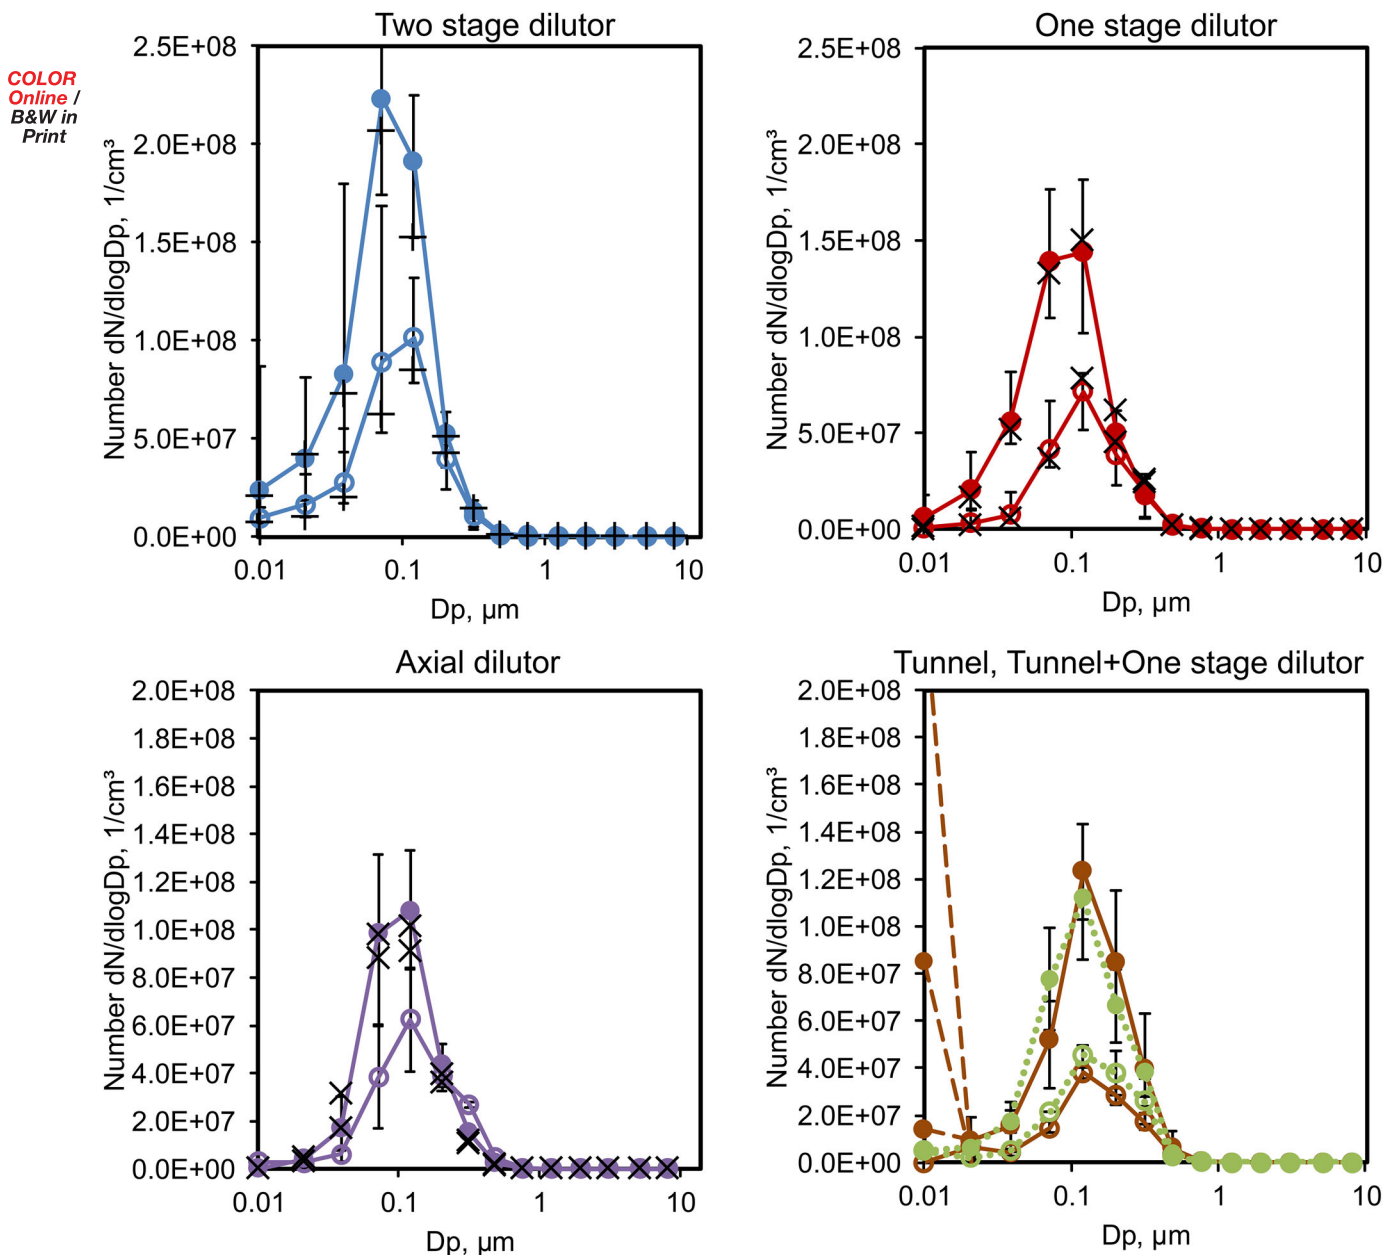 COLOR
Online /
B&W in
Print
Two stage dilutor
2.5E+08
2.0E+08
1.5E+08
1.0E+08
5.0E+07
0.0E+00
Number dN/dlogDp, 1/cm³
0.01 0.1 1 10
Dp, µm
One stage dilutor
2.5E+08
2.0E+08
1.5E+08
1.0E+08
5.0E+07
0.0E+00
Number dN/dlogDp, 1/cm³
0.01 0.1 1 10
Dp, µm
Axial dilutor
2.0E+08
1.8E+08
1.6E+08
1.4E+08
1.2E+08
1.0E+08
8.0E+07
6.0E+07
4.0E+07
2.0E+07
0.0E+00
Number dN/dlogDp, 1/cm³
0.01 0.1 1 10
Dp, µm
Tunnel, Tunnel+One stage dilutor
2.0E+08
1.8E+08
1.6E+08
1.4E+08
1.2E+08
1.0E+08
8.0E+07
6.0E+07
4.0E+07
2.0E+07
0.0E+00
Number dN/dlogDp, 1/cm³
0.01 0.1 1 10
Dp, µm